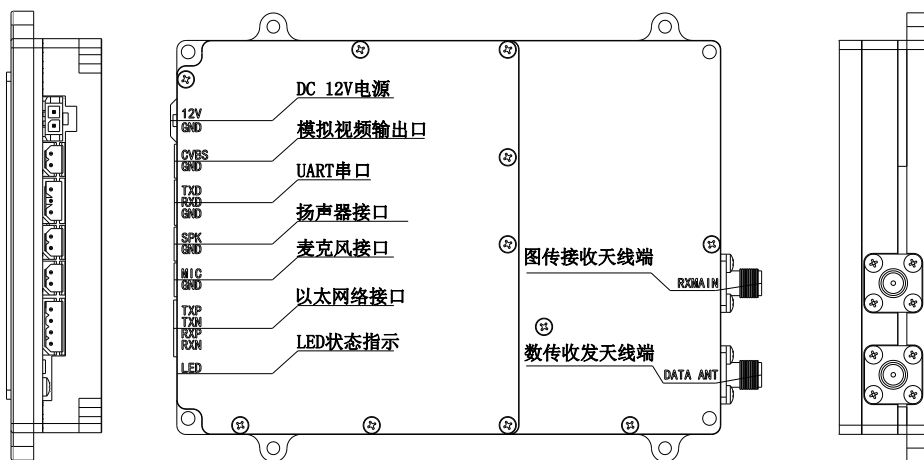 DC 12V电源
12V
GND
模拟视频输出口
CVBS
GND
UART串口
TXD
RXD
GND
扬声器接口
SPK
GND
麦克风接口
MIC
GND
以太网络接口
TXP
TXN
RXP
RXN
LED状态指示
LED
图传接收天线端
RXMAIN
数传收发天线端
DATA ANT